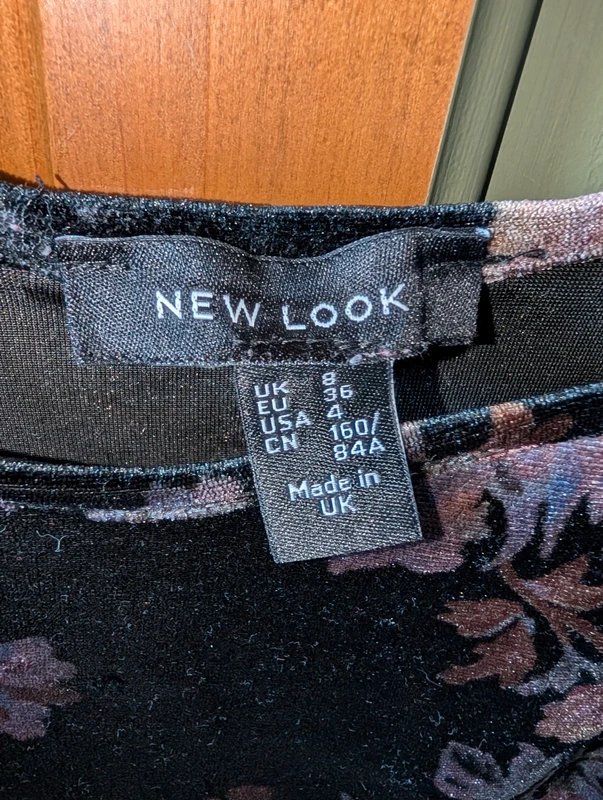 NEW LOOK
UK 8
EU 36
USA 4
CN 160/
84A
Made in
UK